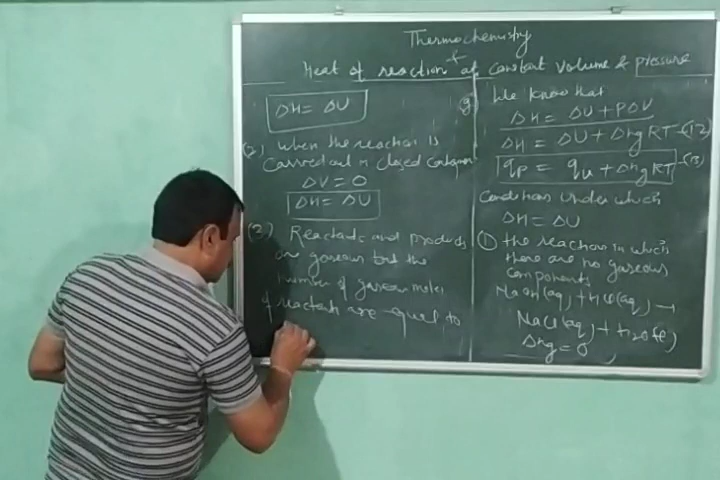 Thermochemistry
Heat of reaction at constant volume & pressure
We know that
ΔH = ΔU + PΔV
ΔH = ΔU + Δng RT -(12)
qp = qv + Δng RT -(13)
Conditions under which
ΔH = ΔU
(1) the reaction in which
there are no gaseous
components
NaOH(aq) + HCl(aq) →
NaCl(aq) + H2O(l)
Δng = 0
ΔH = ΔU
(2) when the reaction is
carried out in closed container
ΔV = 0
ΔH = ΔU
(3) Reactants and products
are gaseous but the
number of gaseous moles
of reactants are equal to